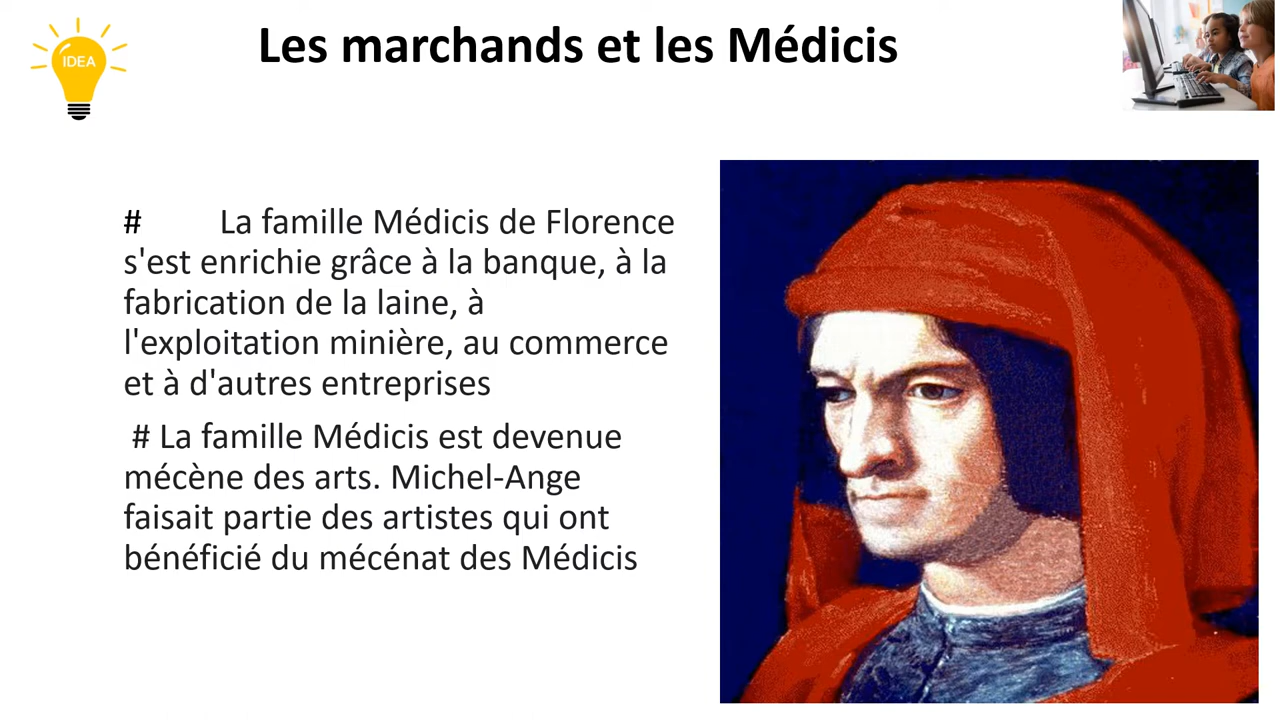 IDEA
Les marchands et les Médicis
# La famille Médicis de Florence
s'est enrichie grâce à la banque, à la
fabrication de la laine, à
l'exploitation minière, au commerce
et à d'autres entreprises
# La famille Médicis est devenue
mécène des arts. Michel-Ange
faisait partie des artistes qui ont
bénéficié du mécénat des Médicis